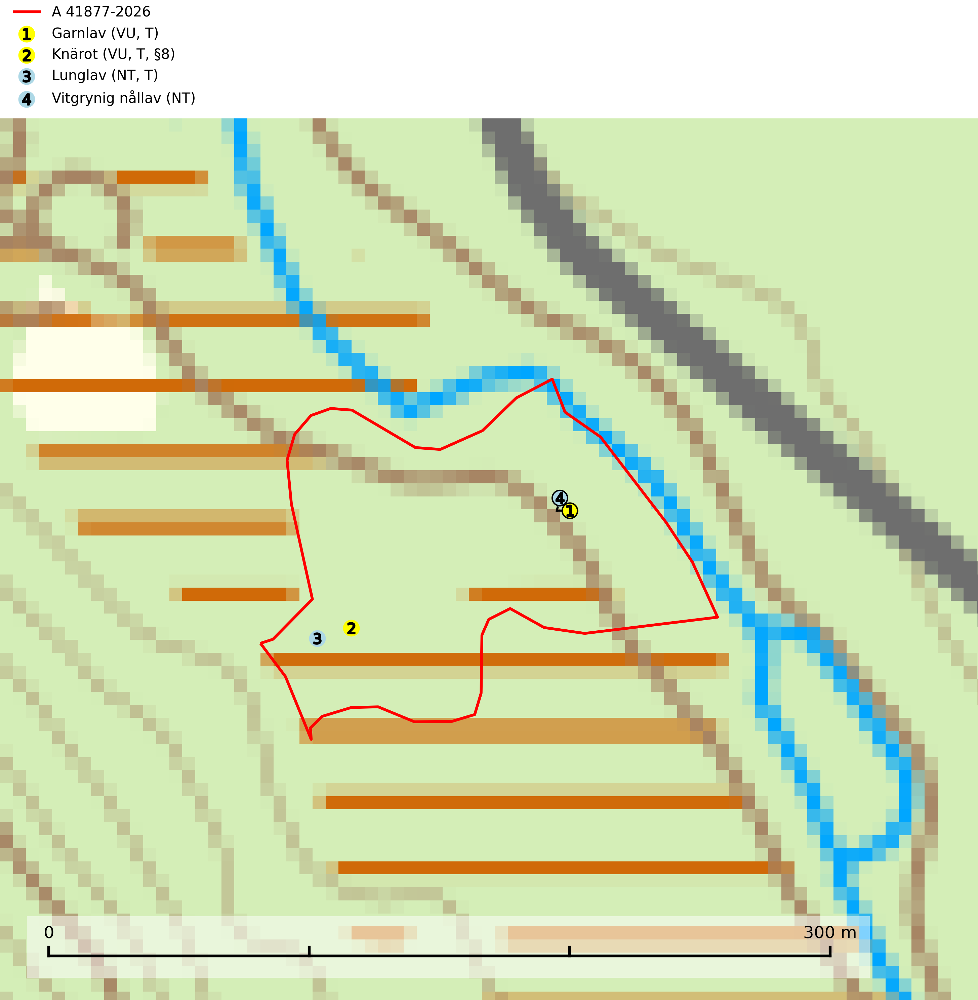 A 41877-2026
1 Garnlav (VU, T)
2 Knärot (VU, T, §8)
3 Lunglav (NT, T)
4 Vitgrynig nållav (NT)
4
1
2
3
0 300 m